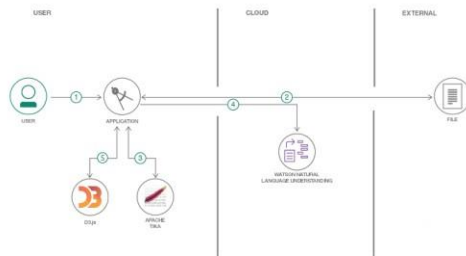 USER
CLOUD
EXTERNAL
1
2
4
USER
APPLICATION
FILE
5
3
WATSON NATURAL
LANGUAGE UNDERSTANDING
D3.js
APACHE
TIKA